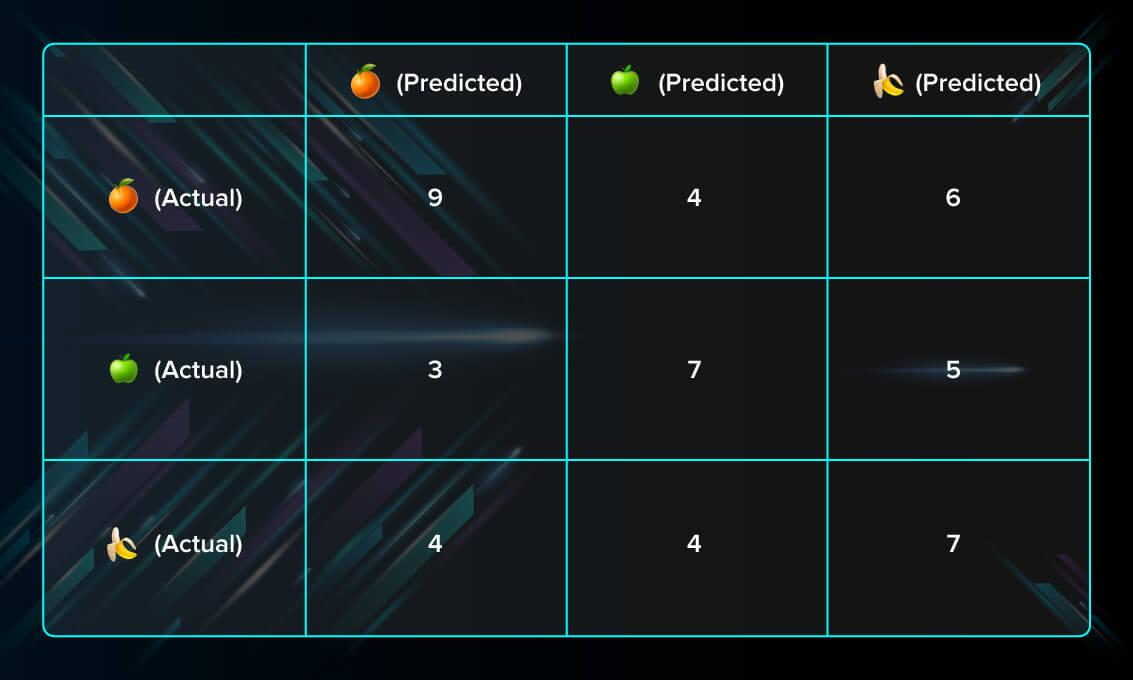 🍊 (Predicted) 🍏 (Predicted) 🍌 (Predicted)
🍊 (Actual) 9 4 6
🍏 (Actual) 3 7 5
🍌 (Actual) 4 4 7